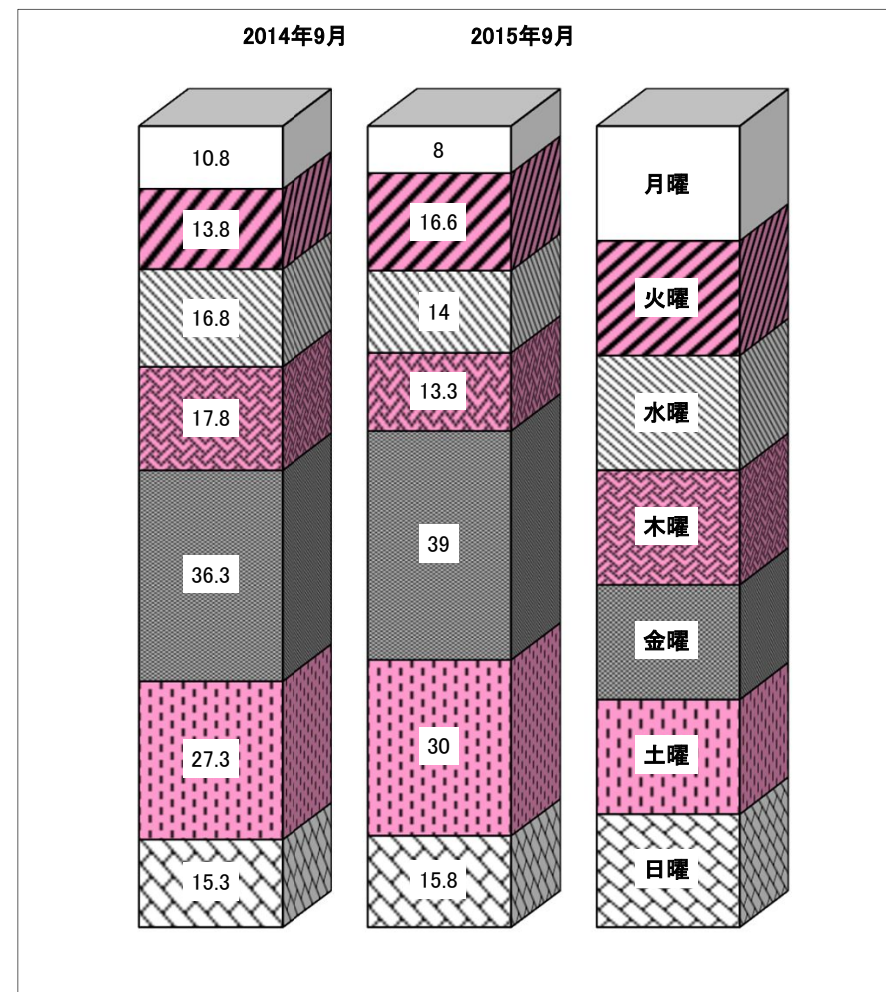 2014年9月 2015年9月
10.8 8 月曜
13.8 16.6 火曜
16.8 14 水曜
17.8 13.3 木曜
36.3 39 金曜
27.3 30 土曜
15.3 15.8 日曜